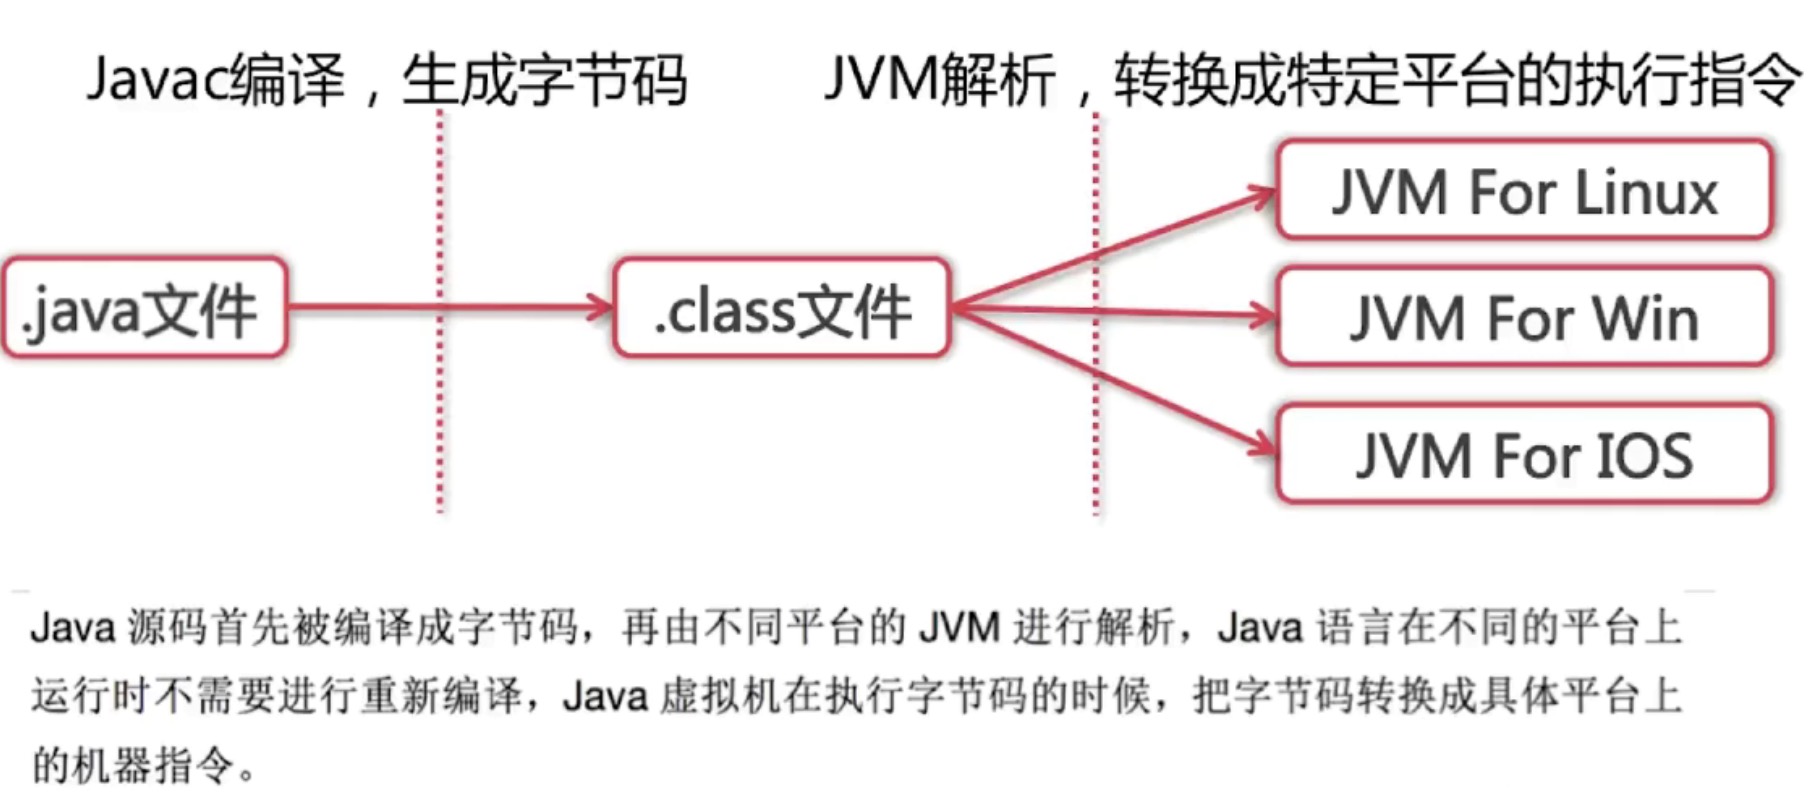 Javac编译，生成字节码
JVM解析，转换成特定平台的执行指令
JVM For Linux
.java文件
.class文件
JVM For Win
JVM For IOS
Java 源码首先被编译成字节码，再由不同平台的 JVM 进行解析，Java 语言在不同的平台上
运行时不需要进行重新编译，Java 虚拟机在执行字节码的时候，把字节码转换成具体平台上
的机器指令。